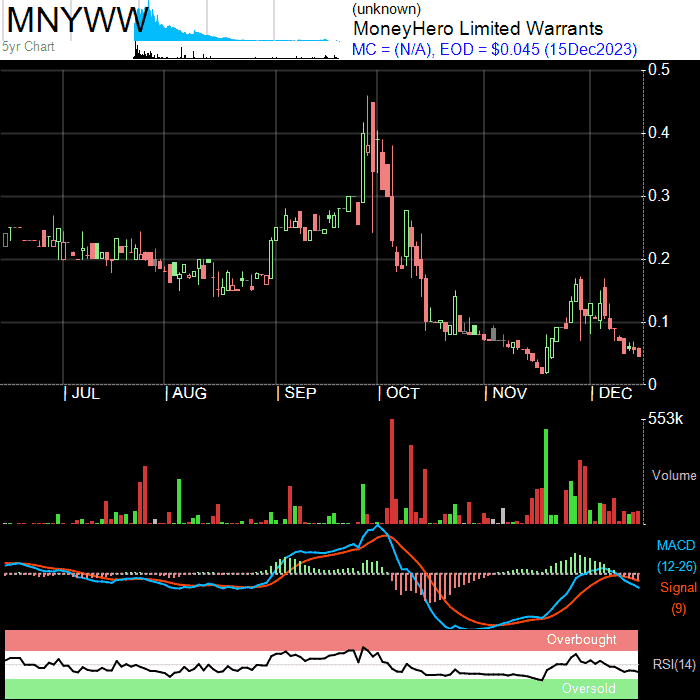 MNYWW
5yr Chart
(unknown)
MoneyHero Limited Warrants
MC = (N/A), EOD = $0.045 (15Dec2023)
0.5
0.4
0.3
0.2
0.1
0
| JUL | AUG | SEP | OCT | NOV | DEC
553k
Volume
MACD
(12-26)
Signal
(9)
Overbought
RSI(14)
Oversold